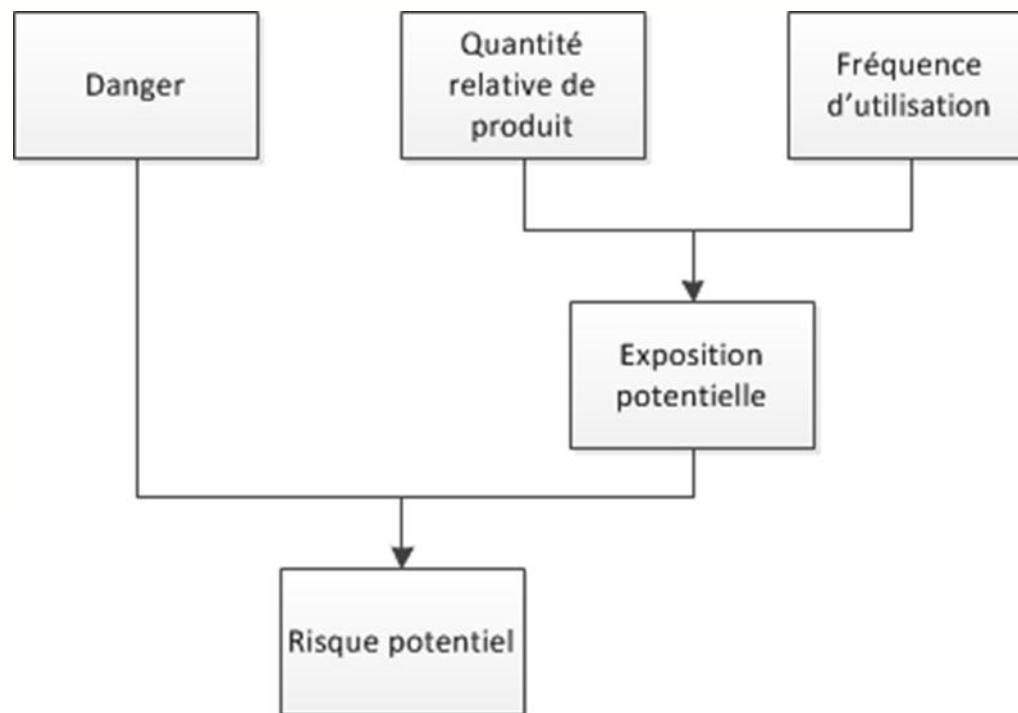 Danger
Quantité
relative de
produit
Fréquence
d’utilisation
Exposition
potentielle
Risque potentiel